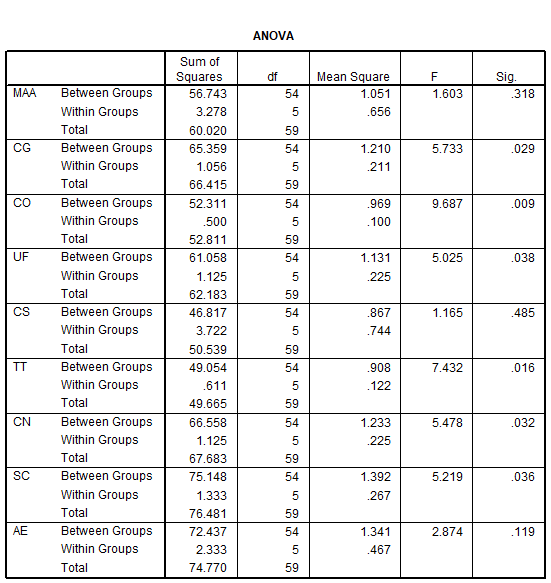 ANOVA
Sum of Squares df Mean Square F Sig.
MAA Between Groups 56.743 54 1.051 1.603 .318
Within Groups 3.278 5 .656
Total 60.020 59
CG Between Groups 65.359 54 1.210 5.733 .029
Within Groups 1.056 5 .211
Total 66.415 59
CO Between Groups 52.311 54 .969 9.687 .009
Within Groups .500 5 .100
Total 52.811 59
UF Between Groups 61.058 54 1.131 5.025 .038
Within Groups 1.125 5 .225
Total 62.183 59
CS Between Groups 46.817 54 .867 1.165 .485
Within Groups 3.722 5 .744
Total 50.539 59
TT Between Groups 49.054 54 .908 7.432 .016
Within Groups .611 5 .122
Total 49.665 59
CN Between Groups 66.558 54 1.233 5.478 .032
Within Groups 1.125 5 .225
Total 67.683 59
SC Between Groups 75.148 54 1.392 5.219 .036
Within Groups 1.333 5 .267
Total 76.481 59
AE Between Groups 72.437 54 1.341 2.874 .119
Within Groups 2.333 5 .467
Total 74.770 59